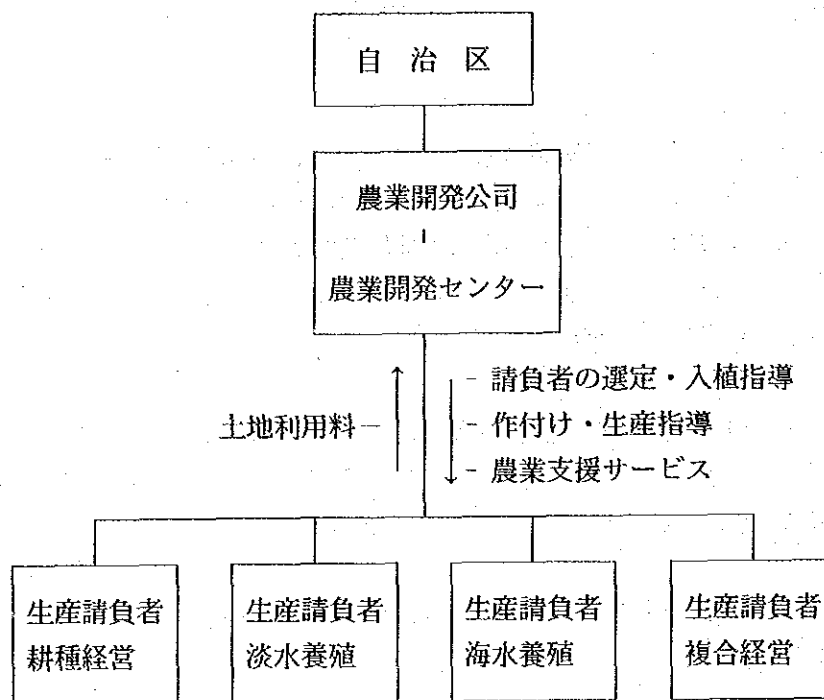 自治区
農業開発公司
農業開発センター
土地利用料
- 請負者の選定・入植指導
- 作付け・生産指導
- 農業支援サービス
生産請負者
耕種経営
生産請負者
淡水養殖
生産請負者
海水養殖
生産請負者
複合経営